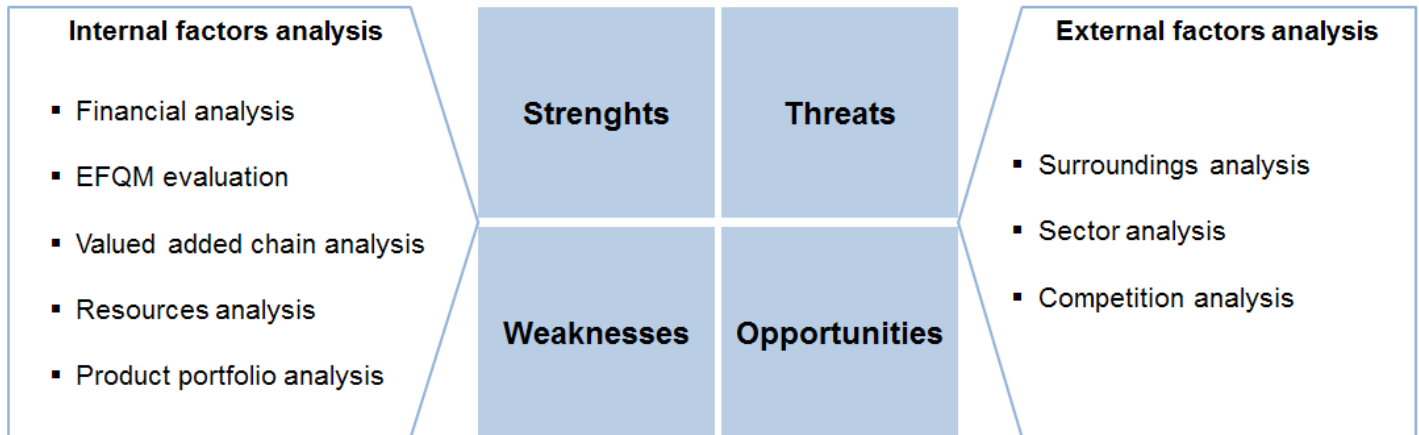 Internal factors analysis
▪ Financial analysis
▪ EFQM evaluation
▪ Valued added chain analysis
▪ Resources analysis
▪ Product portfolio analysis
Strenghts
Threats
Weaknesses
Opportunities
External factors analysis
▪ Surroundings analysis
▪ Sector analysis
▪ Competition analysis